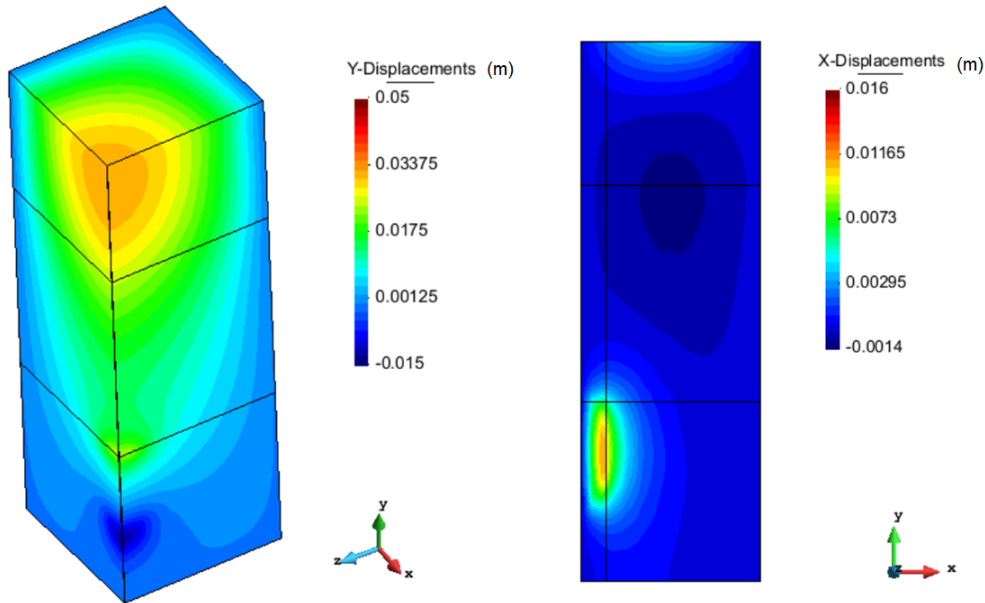 Y-Displacements (m)
0.05
0.03375
0.0175
0.00125
-0.015
y
z
x
X-Displacements (m)
0.016
0.01165
0.0073
0.00295
-0.0014
y
z
x